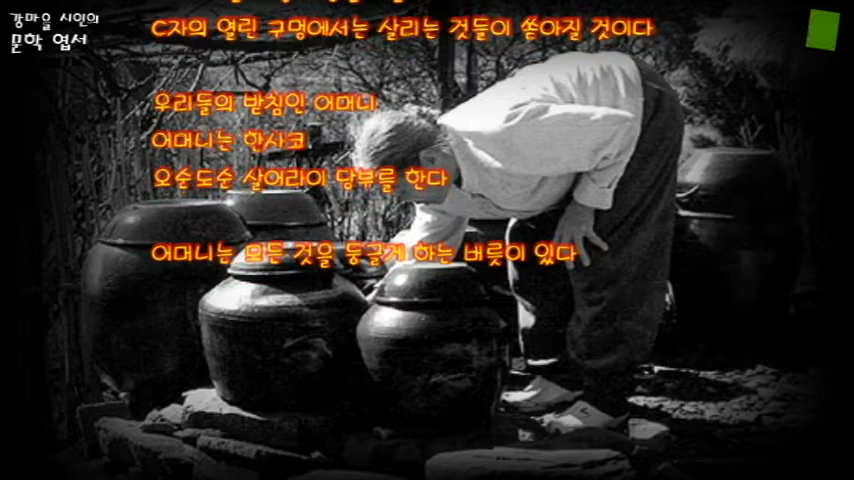 강마을 시인의
문학 엽서
C자의 열린 구멍에서는 살리는 것들이 쏟아질 것이다
우리들의 받침인 어머니
어머니는 한사코
오순도순 살어라이 당부를 한다
어머니는 모든 것을 둥글게 하는 버릇이 있다